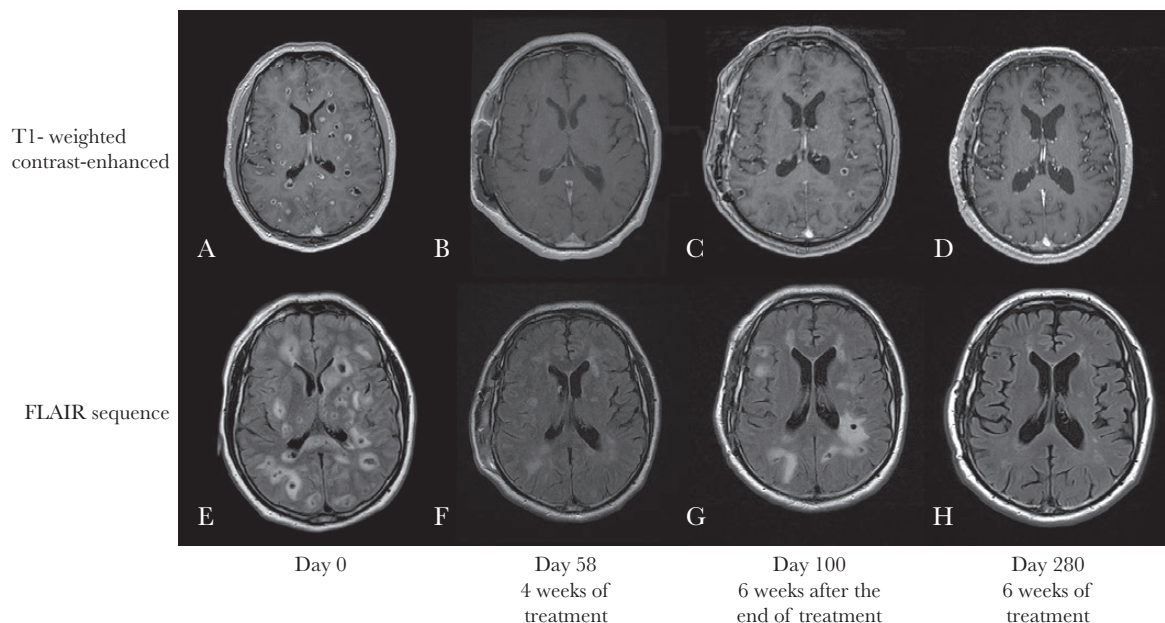 T1- weighted
contrast-enhanced
A
B
C
D
FLAIR sequence
E
F
G
H
Day 0
Day 58
4 weeks of
treatment
Day 100
6 weeks after the
end of treatment
Day 280
6 weeks of
treatment